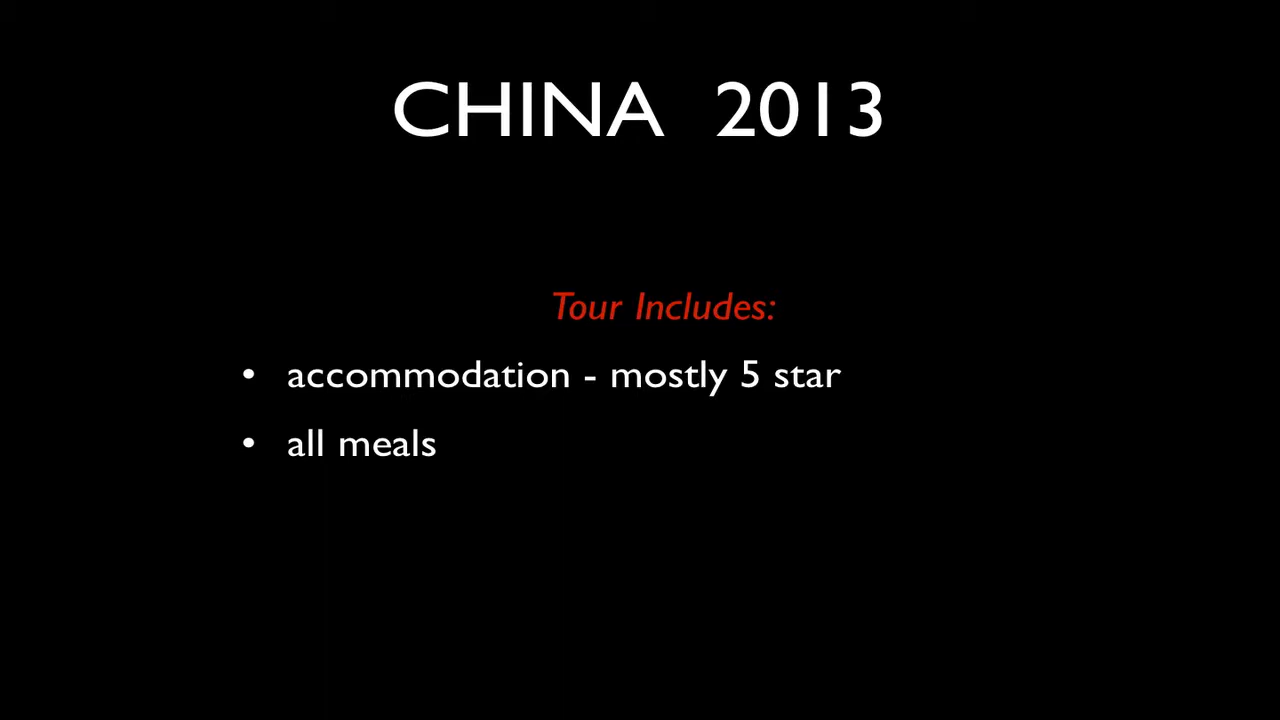 CHINA 2013
Tour Includes:
• accommodation - mostly 5 star
• all meals